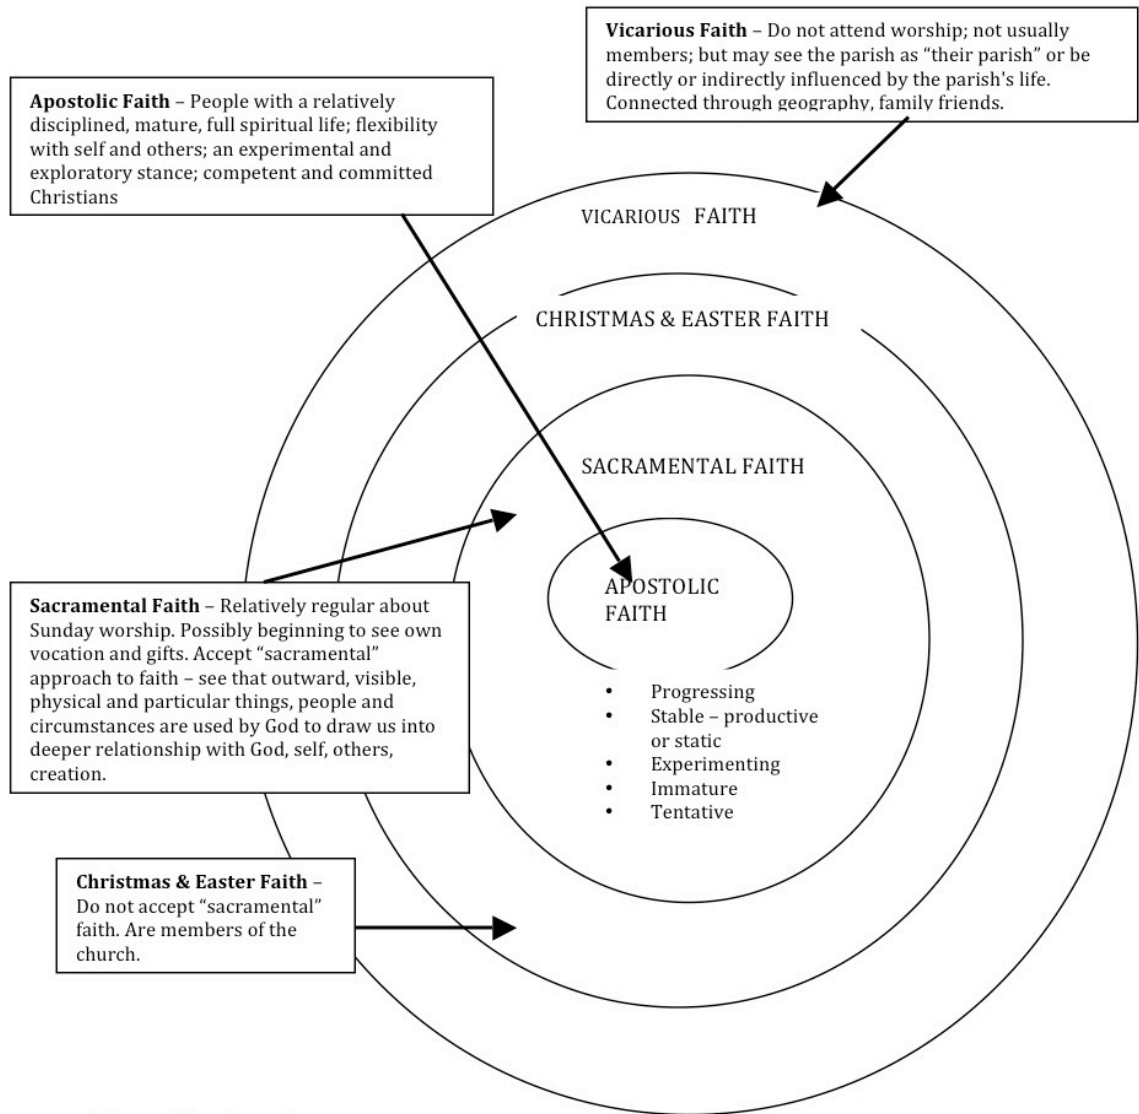 Vicarious Faith – Do not attend worship; not usually
members; but may see the parish as “their parish” or be
directly or indirectly influenced by the parish's life.
Connected through geography, family friends.
Apostolic Faith – People with a relatively
disciplined, mature, full spiritual life; flexibility
with self and others; an experimental and
exploratory stance; competent and committed
Christians
VICARIOUS FAITH
CHRISTMAS & EASTER FAITH
SACRAMENTAL FAITH
APOSTOLIC
FAITH
Sacramental Faith – Relatively regular about
Sunday worship. Possibly beginning to see own
vocation and gifts. Accept “sacramental”
approach to faith – see that outward, visible,
physical and particular things, people and
circumstances are used by God to draw us into
deeper relationship with God, self, others,
creation.
• Progressing
• Stable – productive
or static
• Experimenting
• Immature
• Tentative
Christmas & Easter Faith –
Do not accept “sacramental”
faith. Are members of the
church.